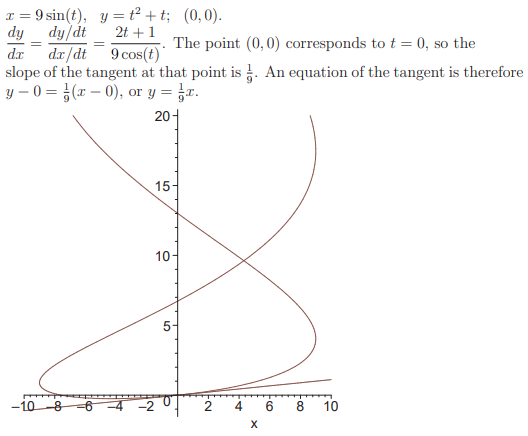 x = 9 sin(t), y = t² + t; (0, 0).
dy/dx = (dy/dt)/(dx/dt) = (2t + 1)/(9 cos(t)). The point (0, 0) corresponds to t = 0, so the
slope of the tangent at that point is 1/9. An equation of the tangent is therefore
y − 0 = 1/9(x − 0), or y = 1/9x.
20
15
10
5
−10 −8 −6 −4 −2 0 2 4 6 8 10
x